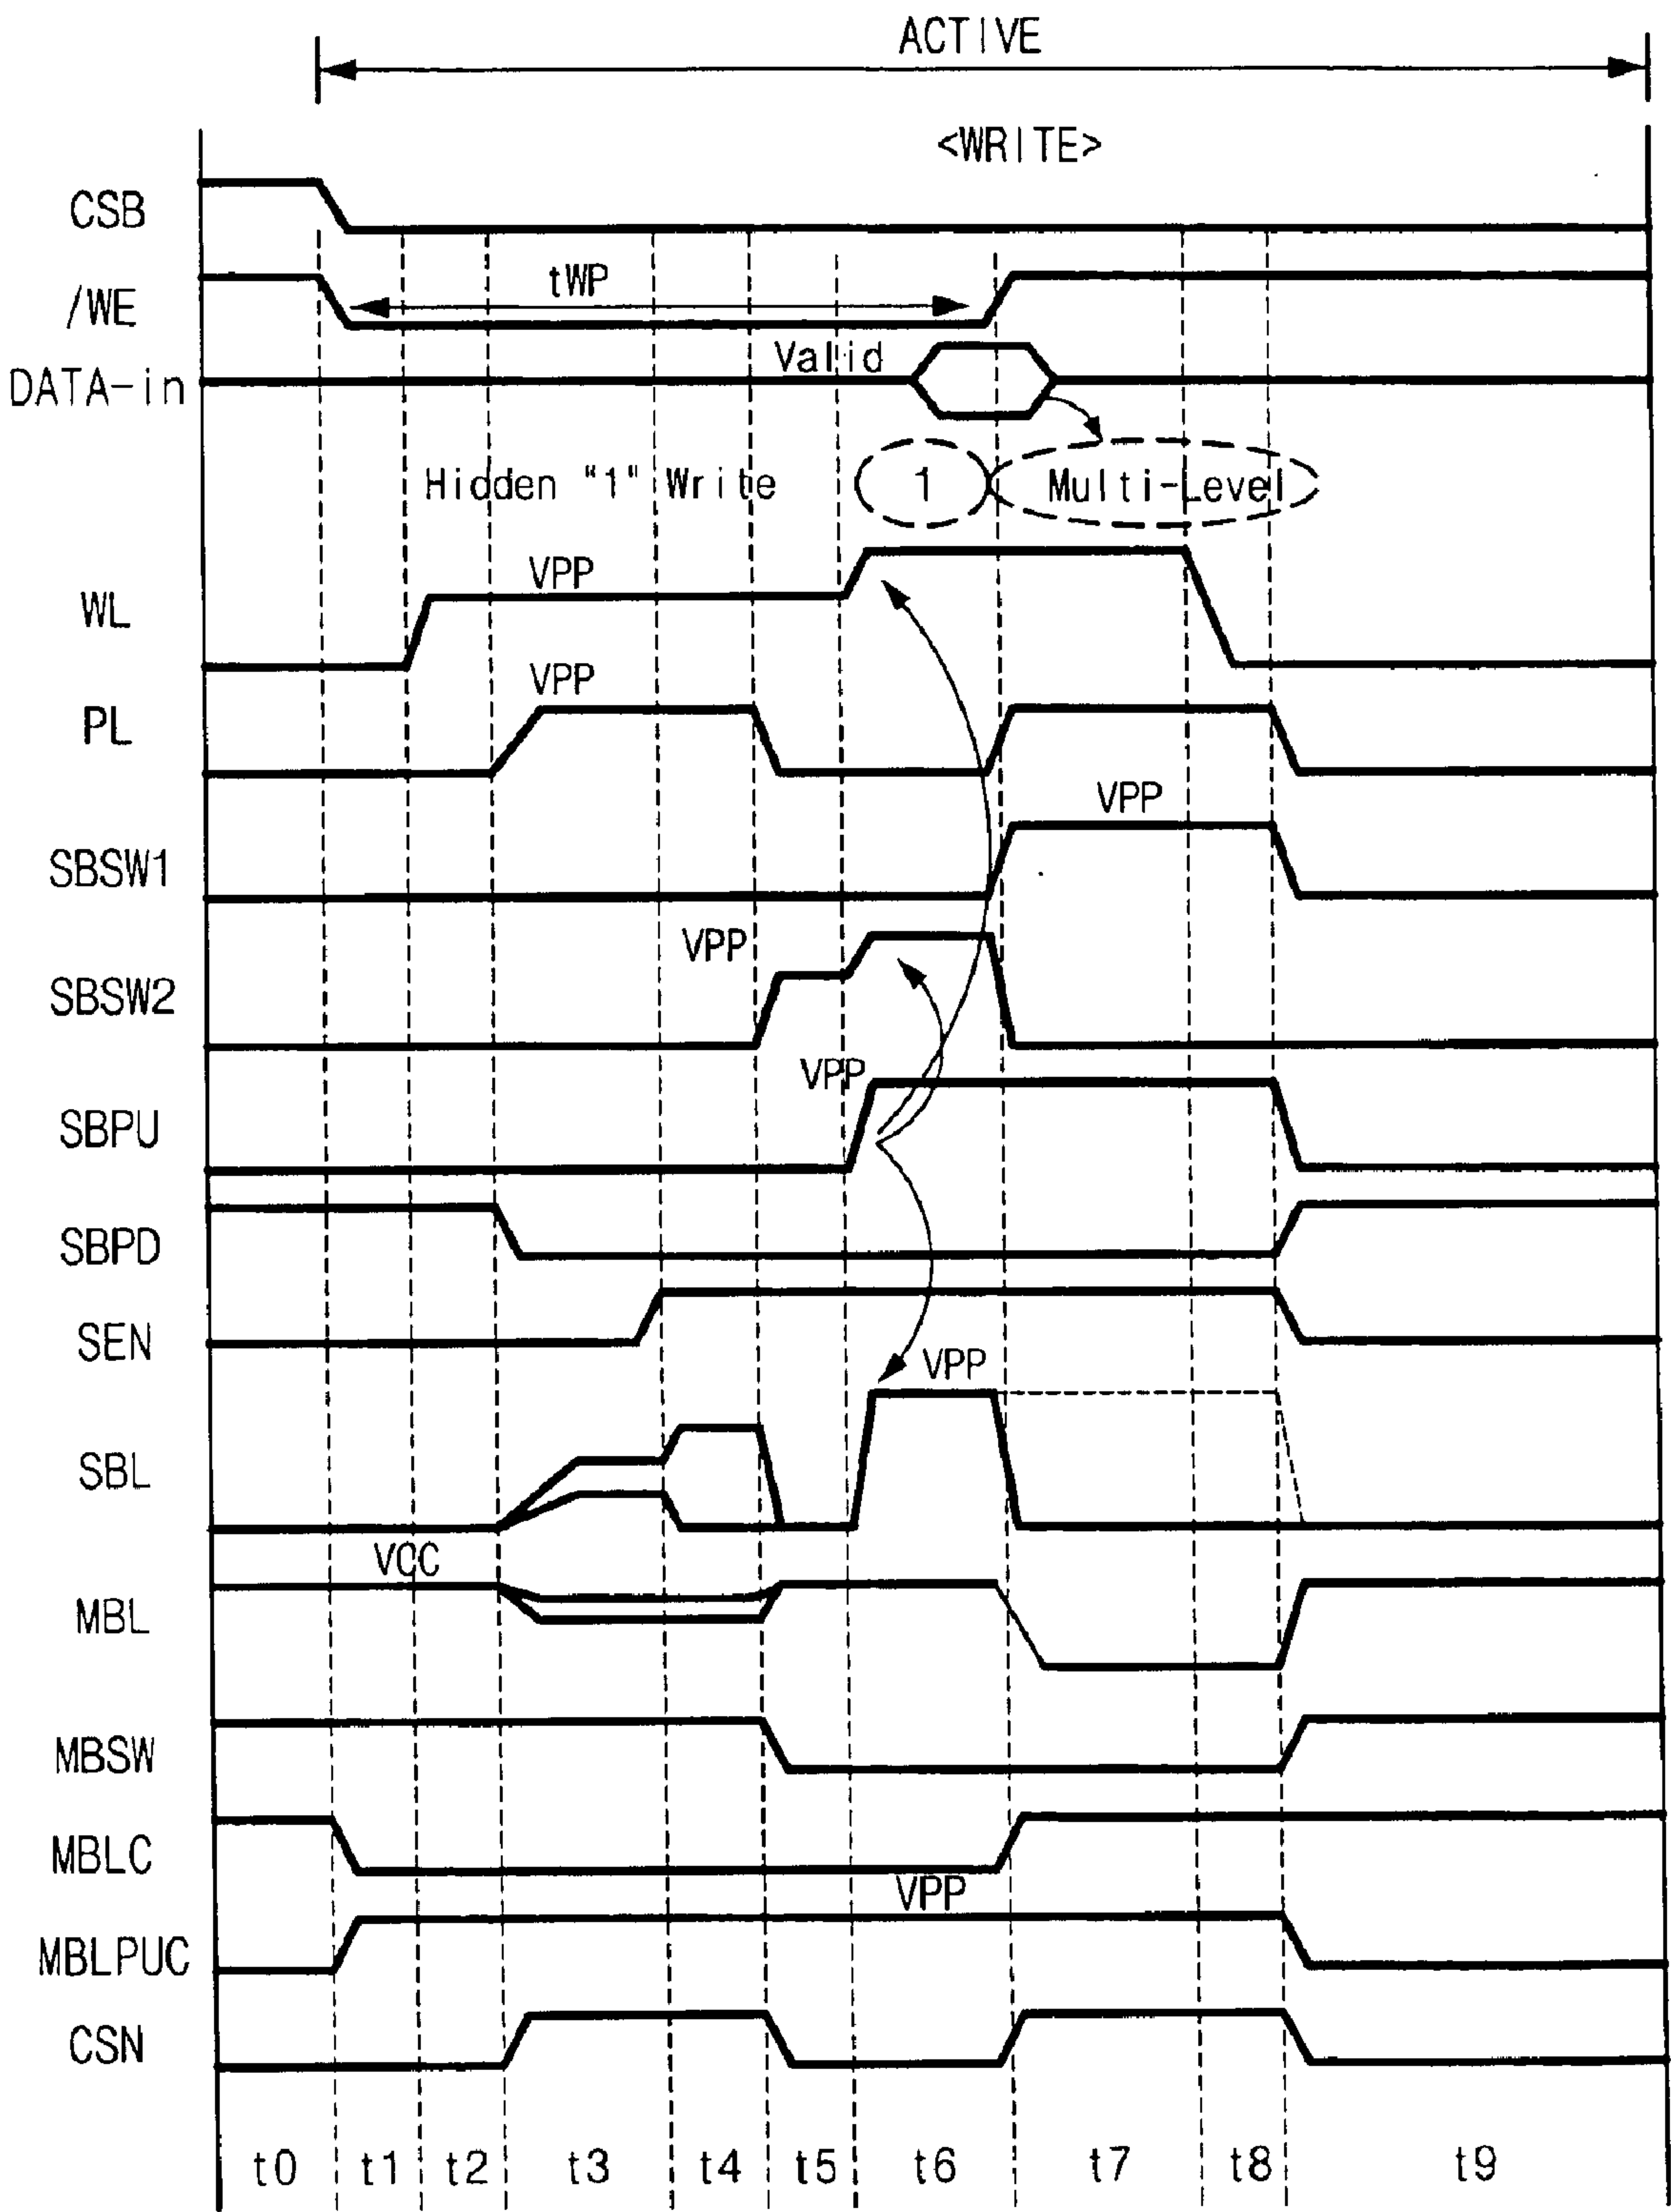 ACTIVE
<WRITE>
CSB
/WE
tWP
DATA-in
Valid
Hidden "1" Write
1
Multi-Level
WL
VPP
PL
VPP
SBSW1
VPP
SBSW2
VPP
SBPU
VPP
SBPD
SEN
SBL
VPP
MBL
VCC
MBSW
MBLC
MBLPUC
VPP
CSN
t0 t1 t2 t3 t4 t5 t6 t7 t8 t9